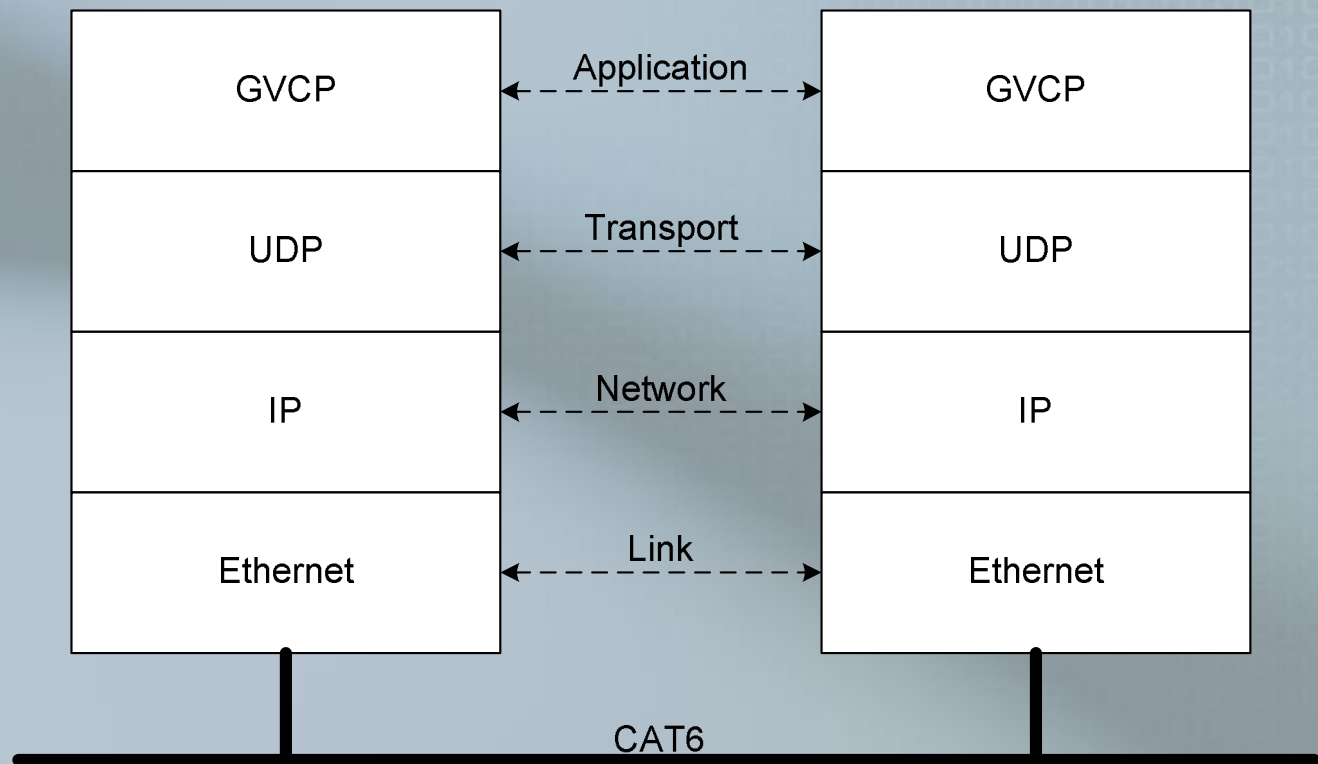 GVCP
Application
GVCP
UDP
Transport
UDP
IP
Network
IP
Ethernet
Link
Ethernet
CAT6